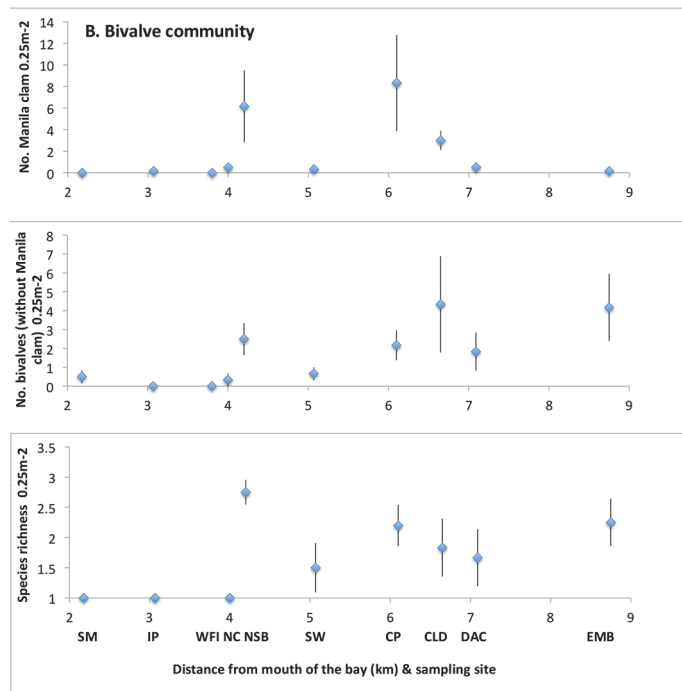 B. Bivalve community
No. Manila clam 0.25m-2
14
12
10
8
6
4
2
0
2 3 4 5 6 7 8 9
No. bivalves (without Manila
clam) 0.25m-2
8
7
6
5
4
3
2
1
0
2 3 4 5 6 7 8 9
Species richness 0.25m-2
3.5
3
2.5
2
1.5
1
2 3 4 5 6 7 8 9
SM IP WFI NC NSB SW CP CLD DAC EMB
Distance from mouth of the bay (km) & sampling site